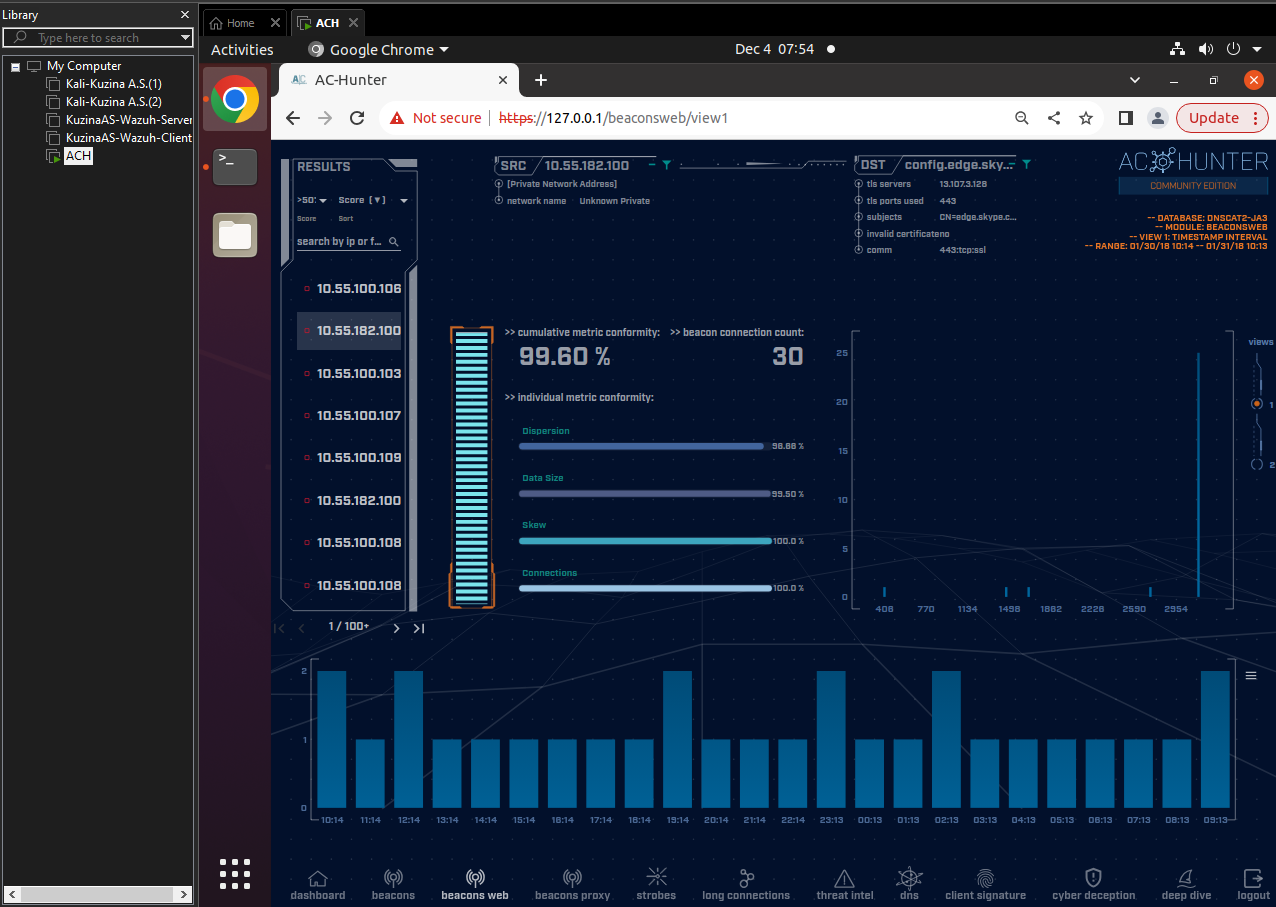 Library
Type here to search
My Computer
Kali-Kuzina A.S.(1)
Kali-Kuzina A.S.(2)
KuzinaAS-Wazuh-Server
KuzinaAS-Wazuh-Client
ACH
Home
ACH
Activities
Google Chrome
Dec 4 07:54
AC-Hunter
Not secure
https://127.0.0.1/beaconsweb/view1
Update
RESULTS
Score [▼]
Score
Sort
search by ip or f...
10.55.100.106
10.55.182.100
10.55.100.103
10.55.100.107
10.55.100.109
10.55.182.100
10.55.100.108
10.55.100.108
1 / 100+
SRC 10.55.182.100
[Private Network Address]
network name Unknown Private
DST config.edge.sky...
tls servers 13.107.3.128
tls ports used 443
subjects CN=edge.skype.c...
invalid certificateno
comm 443:tcp:ssl
AC HUNTER
COMMUNITY EDITION
-- DATABASE: DNSCAT2-JA3
-- MODULE: BEACONSWEB
-- VIEW 1: TIMESTAMP INTERVAL
-- RANGE: 01/30/18 10:14 -- 01/31/18 10:13
>> cumulative metric conformity:
99.60 %
>> beacon connection count:
30
>> individual metric conformity:
Dispersion
98.88 %
Data Size
99.50 %
Skew
100.0 %
Connections
100.0 %
25
20
15
10
5
0
408 770 1134 1498 1862 2228 2590 2954
views
1
2
2
1
0
10:14 11:14 12:14 13:14 14:14 15:14 16:14 17:14 18:14 19:14 20:14 21:14 22:14 23:13 00:13 01:13 02:13 03:13 04:13 05:13 06:13 07:13 08:13 09:13
dashboard
beacons
beacons web
beacons proxy
strobes
long connections
threat intel
dns
client signature
cyber deception
deep dive
logout